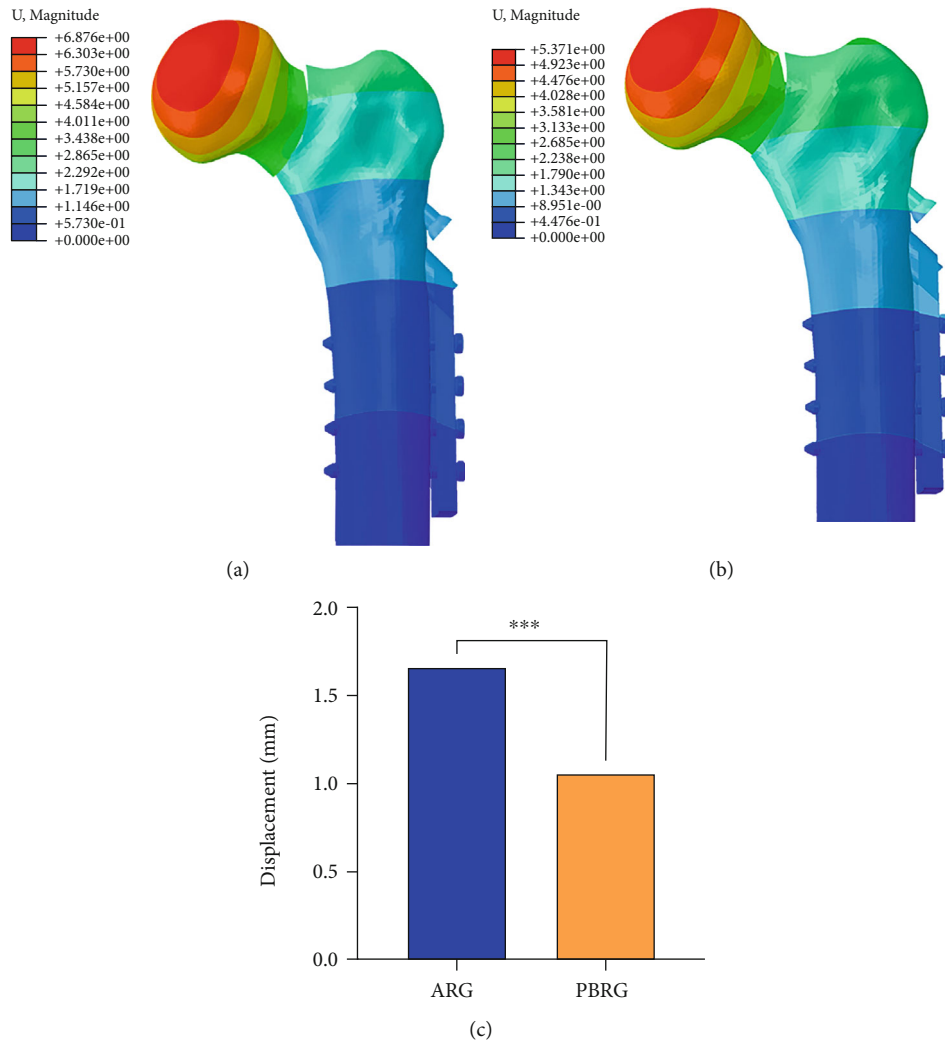 U, Magnitude
+6.876e+00
+6.303e+00
+5.730e+00
+5.157e+00
+4.584e+00
+4.011e+00
+3.438e+00
+2.865e+00
+2.292e+00
+1.719e+00
+1.146e+00
+5.730e-01
+0.000e+00
(a)
U, Magnitude
+5.371e+00
+4.923e+00
+4.476e+00
+4.028e+00
+3.581e+00
+3.133e+00
+2.685e+00
+2.238e+00
+1.790e+00
+1.343e+00
+8.951e-00
+4.476e-01
+0.000e+00
(b)
2.0
1.5
1.0
0.5
0.0
Displacement (mm)
***
ARG PBRG
(c)